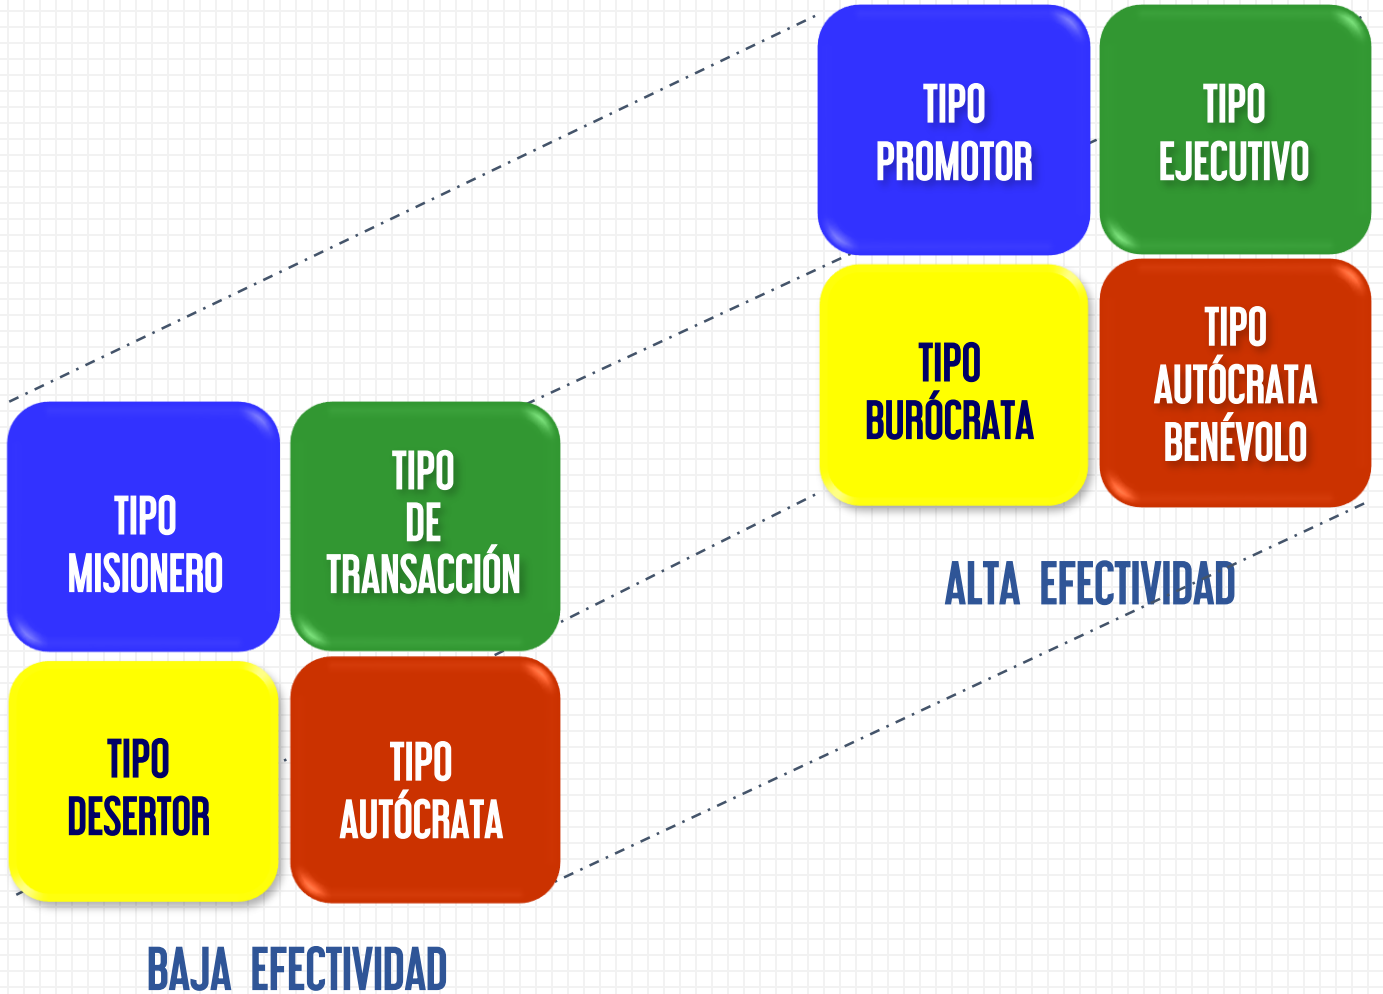 TIPO
PROMOTOR
TIPO
EJECUTIVO
TIPO
BURÓCRATA
TIPO
AUTÓCRATA
BENÉVOLO
ALTA EFECTIVIDAD
TIPO
MISIONERO
TIPO
DE
TRANSACCIÓN
TIPO
DESERTOR
TIPO
AUTÓCRATA
BAJA EFECTIVIDAD